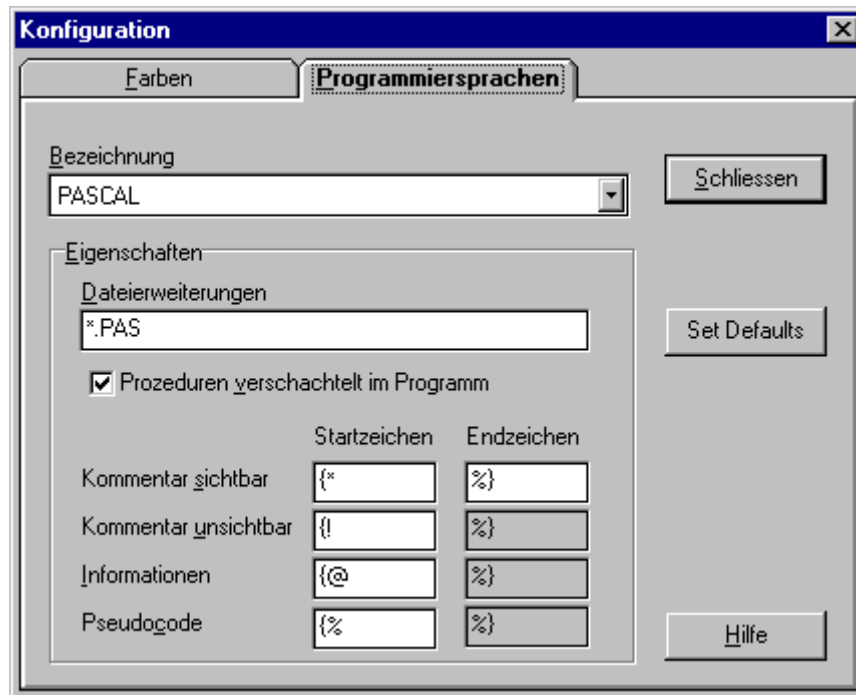 Konfiguration
Farben
Programmiersprachen
Bezeichnung
PASCAL
Schliessen
Eigenschaften
Dateierweiterungen
*.PAS
Set Defaults
Prozeduren verschachtelt im Programm
Startzeichen Endzeichen
Kommentar sichtbar {* %}
Kommentar unsichtbar {! %}
Informationen {@ %}
Pseudocode {% %}
Hilfe